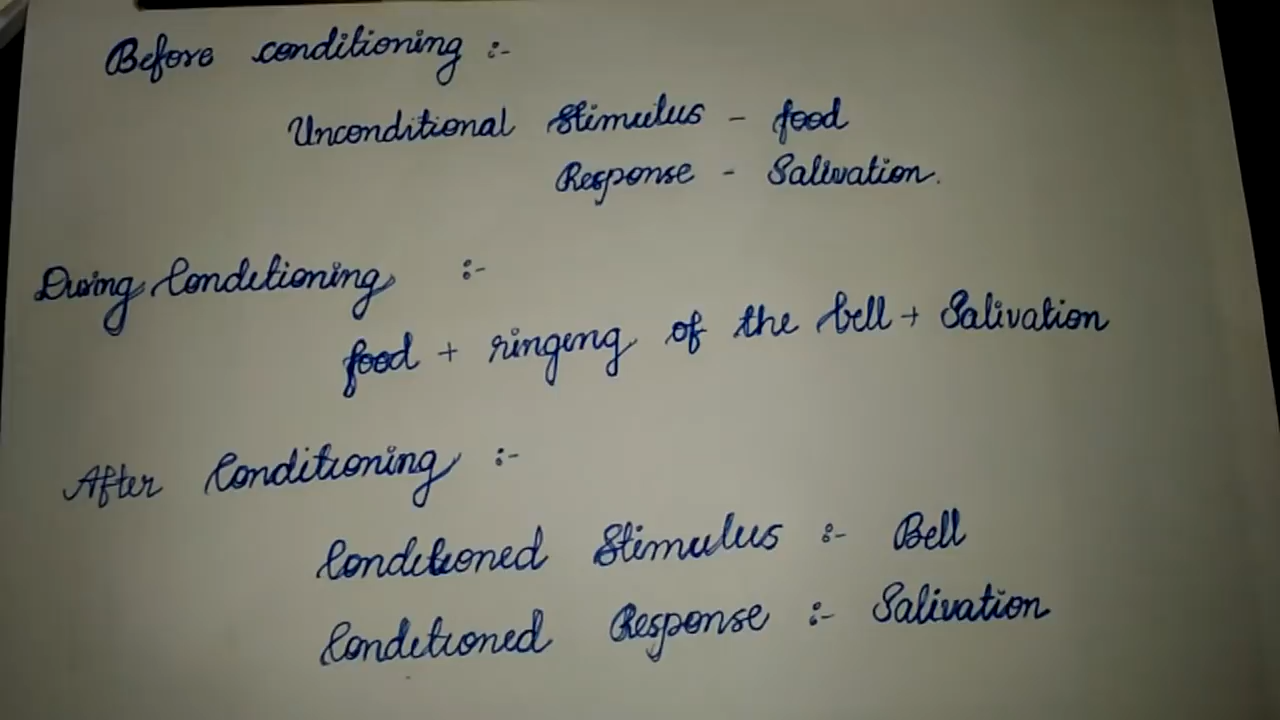 Before conditioning :-
Unconditional Stimulus - food
Response - Salivation.
During Conditioning :-
food + ringing of the bell + Salivation
After Conditioning :-
Conditioned Stimulus :- Bell
Conditioned Response :- Salivation